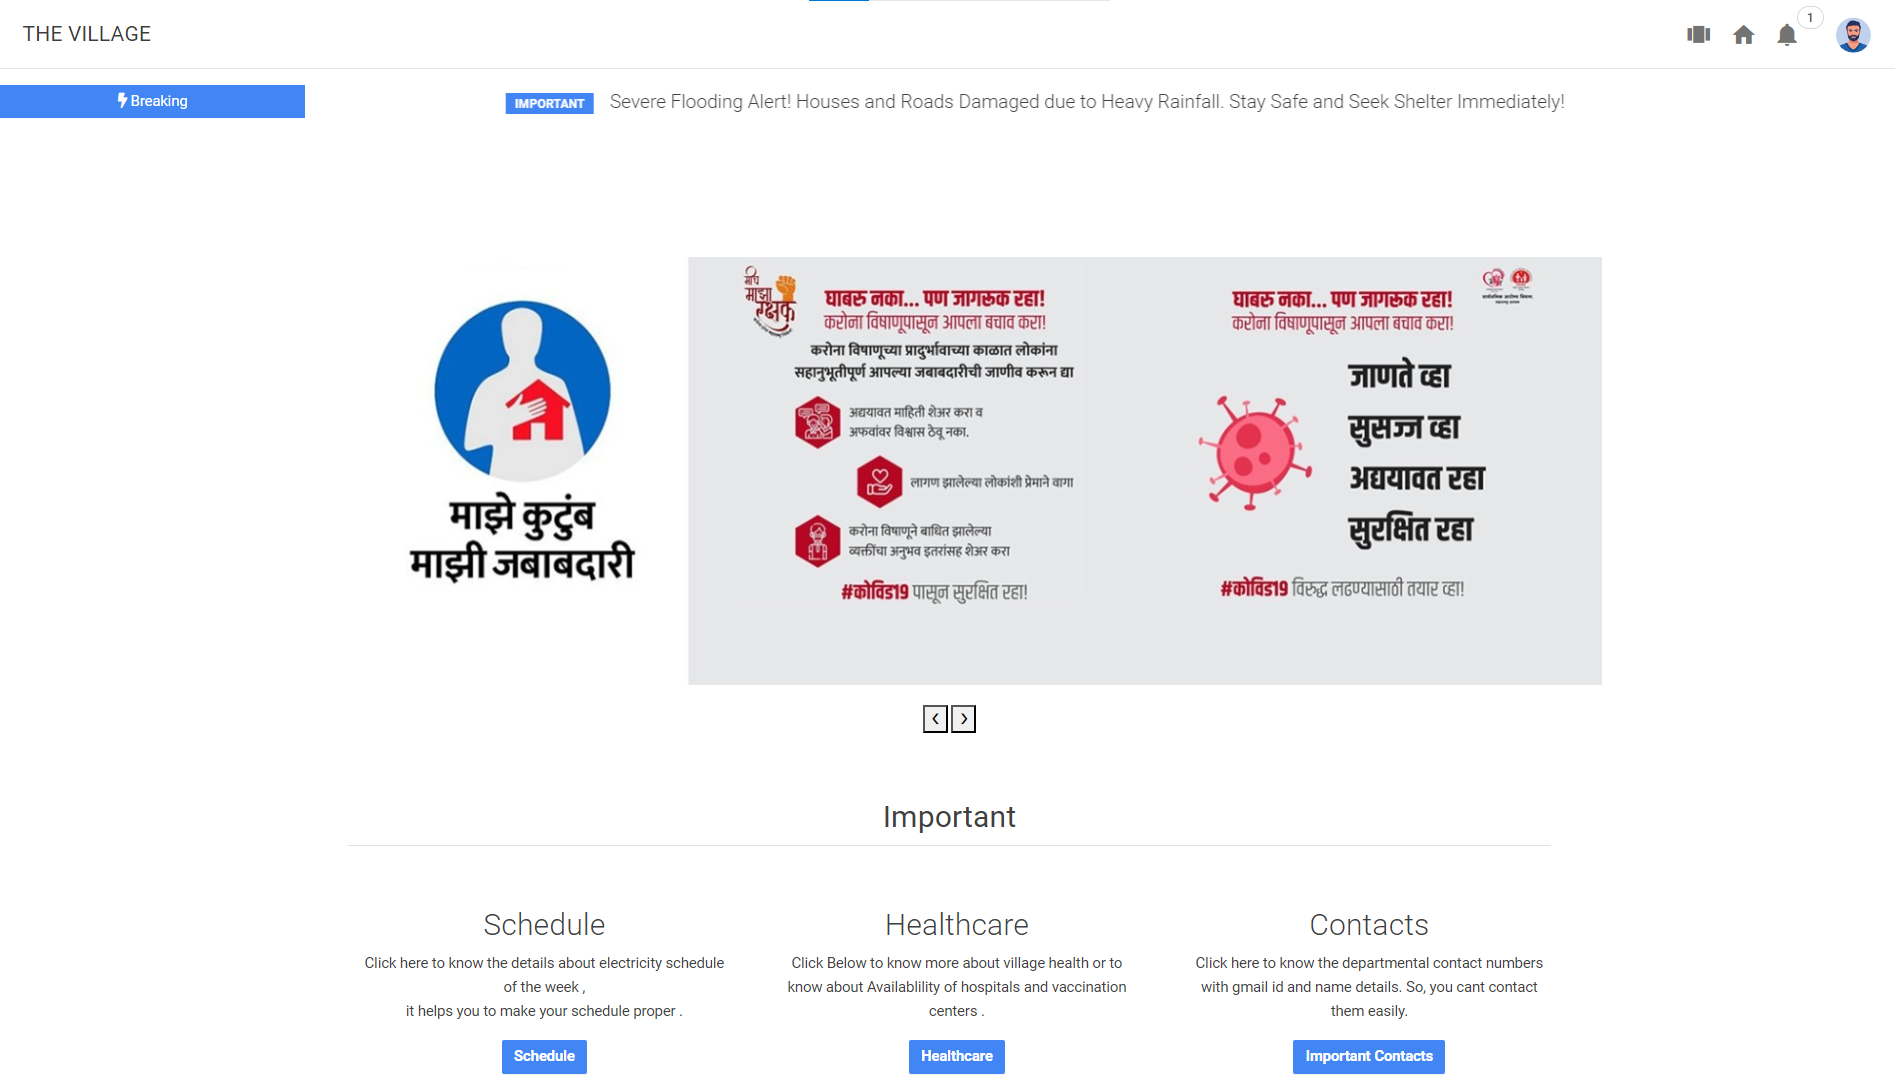 THE VILLAGE
1
Breaking
IMPORTANT Severe Flooding Alert! Houses and Roads Damaged due to Heavy Rainfall. Stay Safe and Seek Shelter Immediately!
माझे कुटुंब
माझी जबाबदारी
मीच
माझा
रक्षक
घाबरु नका... पण जागरूक रहा!
करोना विषाणूपासून आपला बचाव करा!
करोना विषाणूच्या प्रादुर्भावाच्या काळात लोकांना
सहानुभूतीपूर्ण आपल्या जबाबदारीची जाणीव करून द्या
अद्ययावत माहिती शेअर करा व
अफवांवर विश्वास ठेवू नका.
लागण झालेल्या लोकांशी प्रेमाने वागा
करोना विषाणूने बाधित झालेल्या
व्यक्तींचा अनुभव इतरांसह शेअर करा
#कोविड19 पासून सुरक्षित रहा!
घाबरु नका... पण जागरूक रहा!
करोना विषाणूपासून आपला बचाव करा!
जाणते व्हा
सुसज्ज व्हा
अद्ययावत रहा
सुरक्षित रहा
#कोविड19 विरुद्ध लढण्यासाठी तयार व्हा!
‹ ›
Important
Schedule
Click here to know the details about electricity schedule
of the week ,
it helps you to make your schedule proper .
Schedule
Healthcare
Click Below to know more about village health or to
know about Availablility of hospitals and vaccination
centers .
Healthcare
Contacts
Click here to know the departmental contact numbers
with gmail id and name details. So, you cant contact
them easily.
Important Contacts